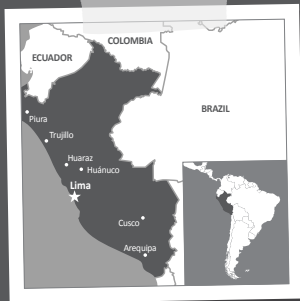 COLOMBIA
ECUADOR
BRAZIL
Piura
Trujillo
Huaraz
Huánuco
Lima
Cusco
Arequipa